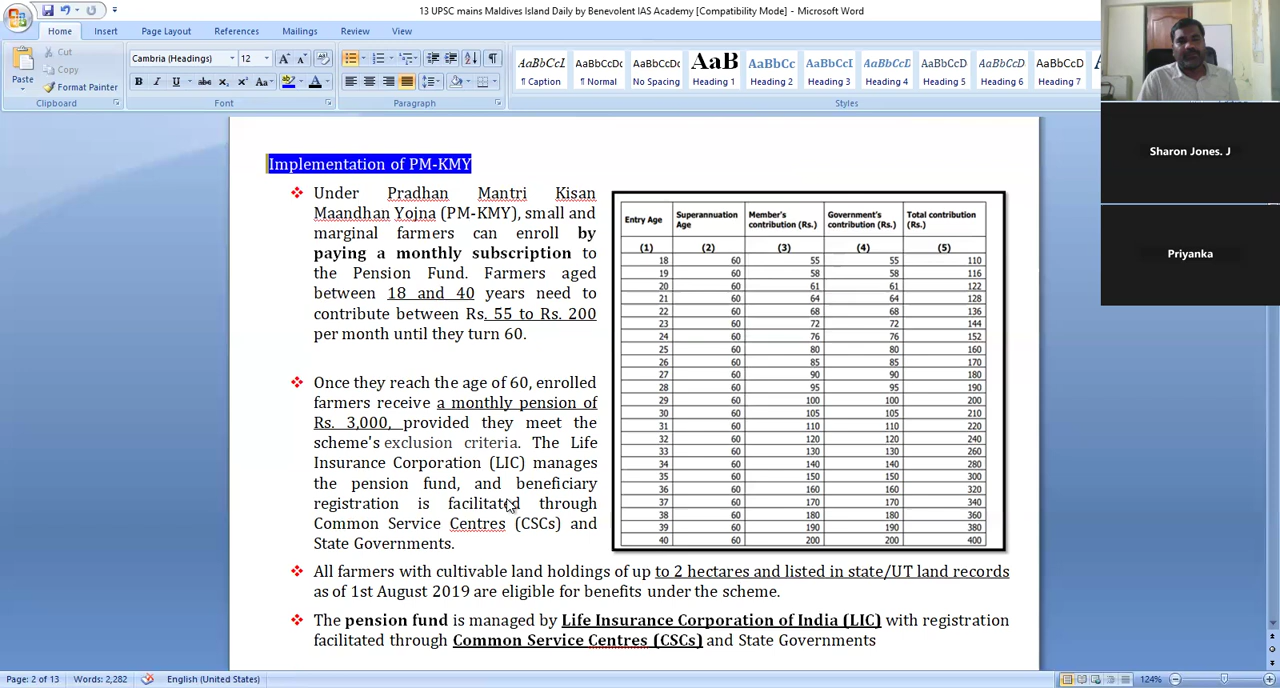 13 UPSC mains Maldives Island Daily by Benevolent IAS Academy [Compatibility Mode] - Microsoft Word
Home Insert Page Layout References Mailings Review View
Paste
Cut
Copy
Format Painter
Clipboard
Cambria (Headings) 12
Font
Paragraph
AaBbCcL AaBbCcDc AaBbCcDc AaB AaBbCc AaBbCcI AaBbCcI AaBbCcD AaBbCcD AaBbCcDc
¶ Caption ¶ Normal No Spacing Heading 1 Heading 2 Heading 3 Heading 4 Heading 5 Heading 6 Heading 7
Styles
Sharon Jones. J
Priyanka
Implementation of PM-KMY
Under Pradhan Mantri Kisan
Maandhan Yojna (PM-KMY), small and
marginal farmers can enroll by
paying a monthly subscription to
the Pension Fund. Farmers aged
between 18 and 40 years need to
contribute between Rs. 55 to Rs. 200
per month until they turn 60.
Once they reach the age of 60, enrolled
farmers receive a monthly pension of
Rs. 3,000, provided they meet the
scheme's exclusion criteria. The Life
Insurance Corporation (LIC) manages
the pension fund, and beneficiary
registration is facilitated through
Common Service Centres (CSCs) and
State Governments.
Entry Age Superannuation Age Member's contribution (Rs.) Government's contribution (Rs.) Total contribution (Rs.)
(1) (2) (3) (4) (5)
18 60 55 55 110
19 60 58 58 116
20 60 61 61 122
21 60 64 64 128
22 60 68 68 136
23 60 72 72 144
24 60 76 76 152
25 60 80 80 160
26 60 85 85 170
27 60 90 90 180
28 60 95 95 190
29 60 100 100 200
30 60 105 105 210
31 60 110 110 220
32 60 120 120 240
33 60 130 130 260
34 60 140 140 280
35 60 150 150 300
36 60 160 160 320
37 60 170 170 340
38 60 180 180 360
39 60 190 190 380
40 60 200 200 400
All farmers with cultivable land holdings of up to 2 hectares and listed in state/UT land records
as of 1st August 2019 are eligible for benefits under the scheme.
The pension fund is managed by Life Insurance Corporation of India (LIC) with registration
facilitated through Common Service Centres (CSCs) and State Governments
Page: 2 of 13 Words: 2,282 English (United States) 124%